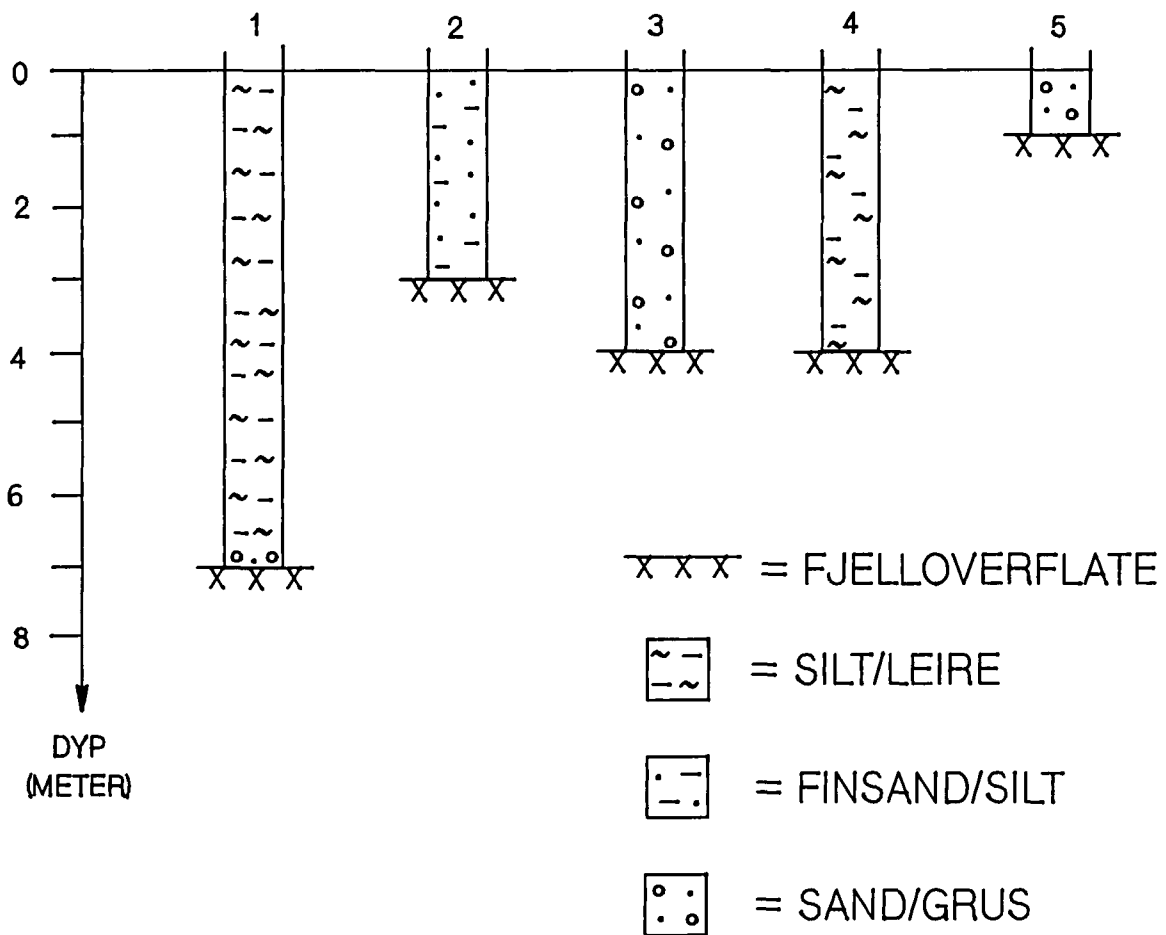 1 2 3 4 5
0
2
4
6
8
DYP
(METER)
= FJELLOVERFLATE
= SILT/LEIRE
= FINSAND/SILT
= SAND/GRUS